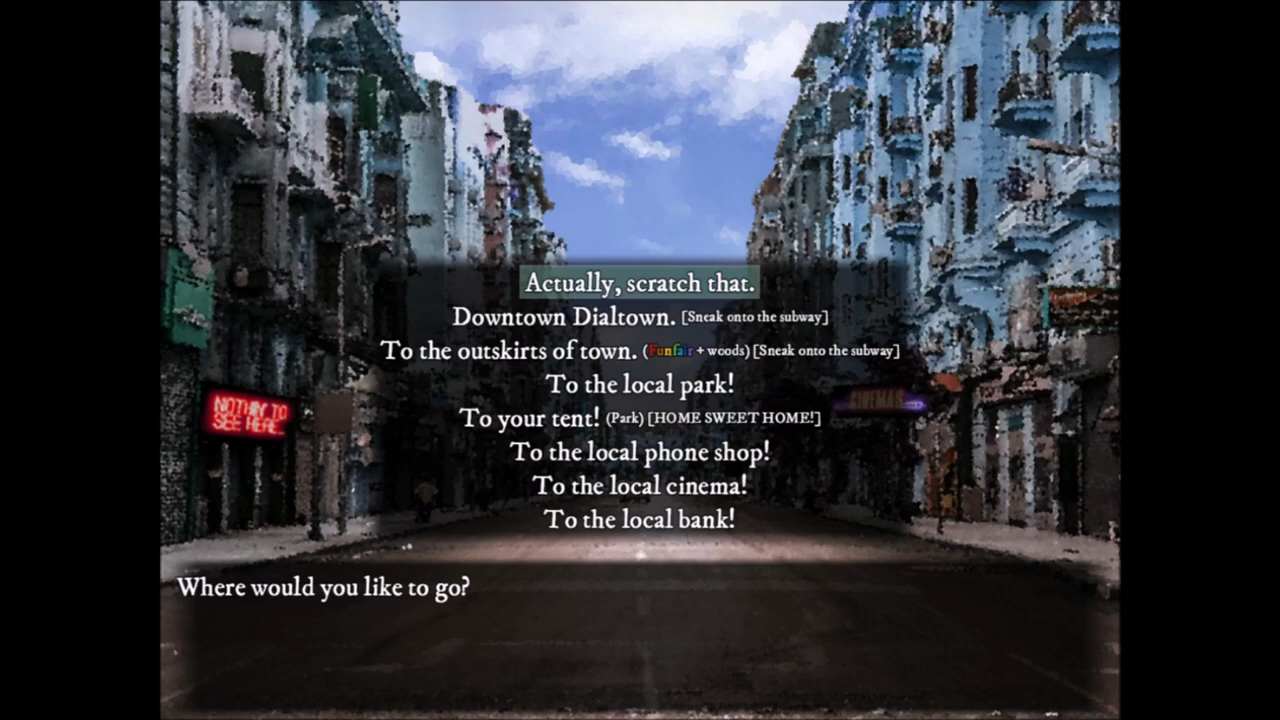 Actually, scratch that.
Downtown Dialtown. [Sneak onto the subway]
To the outskirts of town. (Funfair + woods) [Sneak onto the subway]
To the local park!
To your tent! (Park) [HOME SWEET HOME!]
To the local phone shop!
To the local cinema!
To the local bank!
NOTHIN' TO
SEE HERE...
CINEMAS
Where would you like to go?